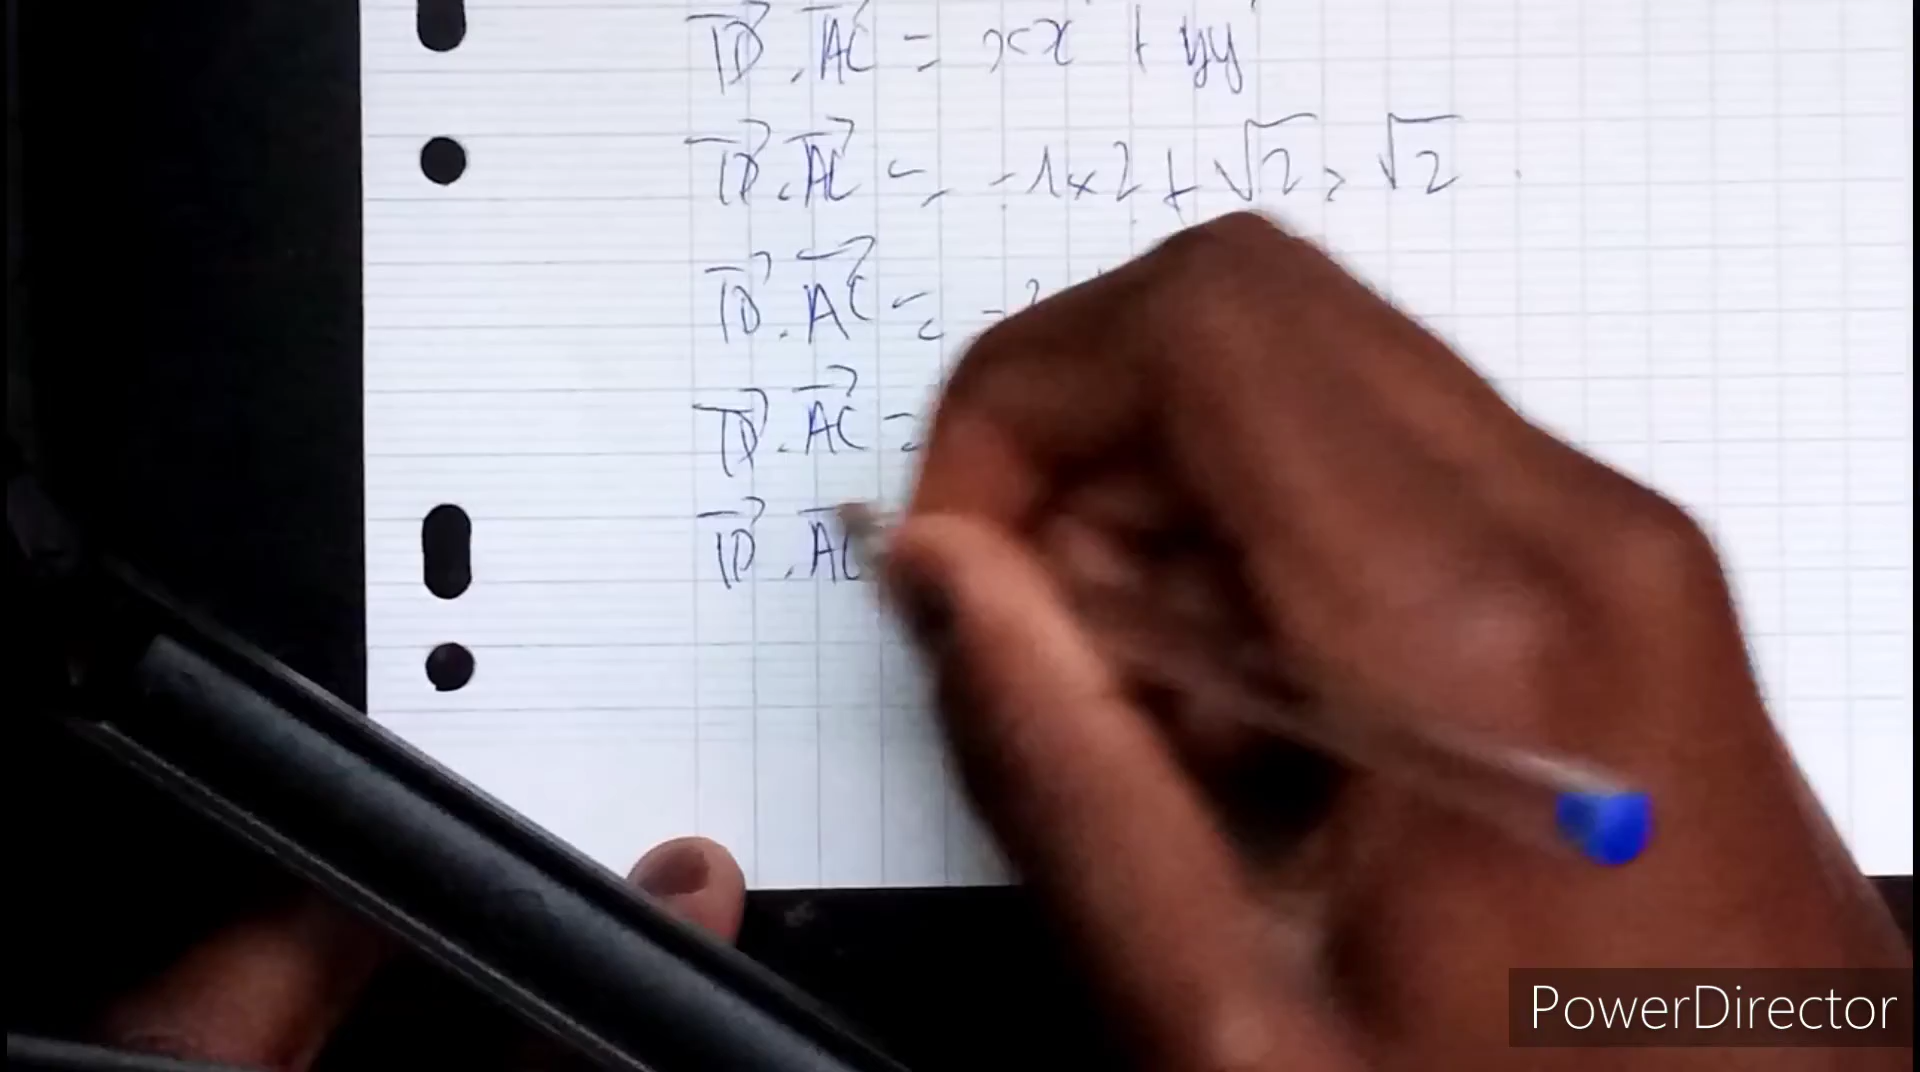 ID⃗ . AC⃗ = xx' + yy'
ID⃗ . AC⃗ = -1 x 2 + √2 x √2
ID⃗ . AC⃗ = -2
ID⃗ . AC⃗ =
ID⃗ . AC
PowerDirector